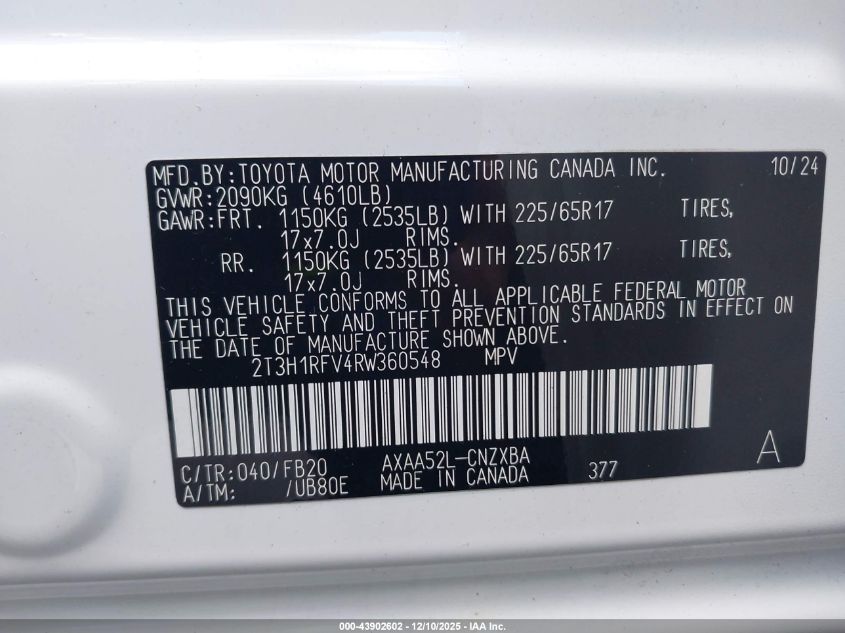 MFD.BY:TOYOTA MOTOR MANUFACTURING CANADA INC. 10/24
GVWR:2090KG (4610LB)
GAWR:FRT. 1150KG (2535LB) WITH 225/65R17 TIRES,
17x7.0J RIMS.
RR. 1150KG (2535LB) WITH 225/65R17 TIRES,
17x7.0J RIMS.
THIS VEHICLE CONFORMS TO ALL APPLICABLE FEDERAL MOTOR
VEHICLE SAFETY AND THEFT PREVENTION STANDARDS IN EFFECT ON
THE DATE OF MANUFACTURE SHOWN ABOVE.
2T3H1RFV4RW360548 MPV
C/TR:040/FB20 AXAA52L-CNZXBA A
A/TM: /UB80E MADE IN CANADA 377
000-43902602 - 12/10/2025 - IAA Inc.